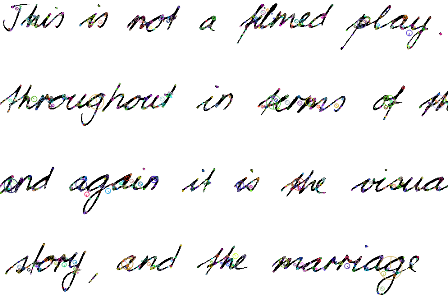 This is not a filmed play.
throughout in terms of th
and again it is the visua
story, and the marriage